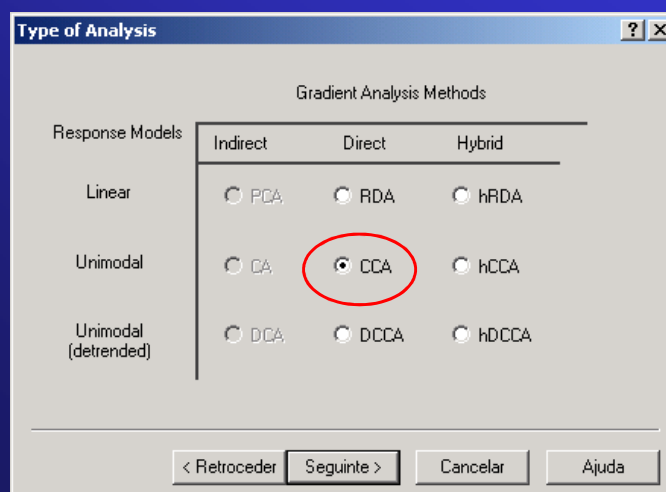 Type of Analysis
Gradient Analysis Methods
Response Models
Indirect Direct Hybrid
Linear PCA RDA hRDA
Unimodal CA CCA hCCA
Unimodal
(detrended) DCA DCCA hDCCA
< Retroceder Seguinte > Cancelar Ajuda